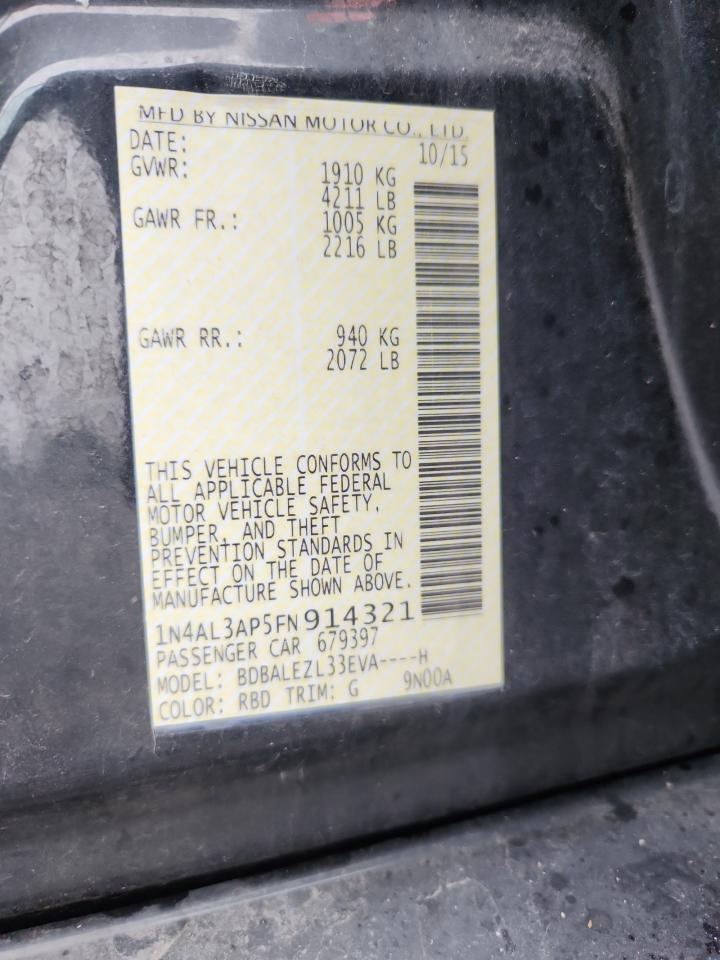 MFD BY NISSAN MOTOR CO., LTD.
DATE: 10/15
GVWR: 1910 KG
4211 LB
GAWR FR.: 1005 KG
2216 LB
GAWR RR.: 940 KG
2072 LB
THIS VEHICLE CONFORMS TO
ALL APPLICABLE FEDERAL
MOTOR VEHICLE SAFETY,
BUMPER, AND THEFT
PREVENTION STANDARDS IN
EFFECT ON THE DATE OF
MANUFACTURE SHOWN ABOVE.
1N4AL3AP5FN914321
PASSENGER CAR 679397
MODEL: BDBALEZL33EVA----H
COLOR: RBD TRIM: G 9N00A